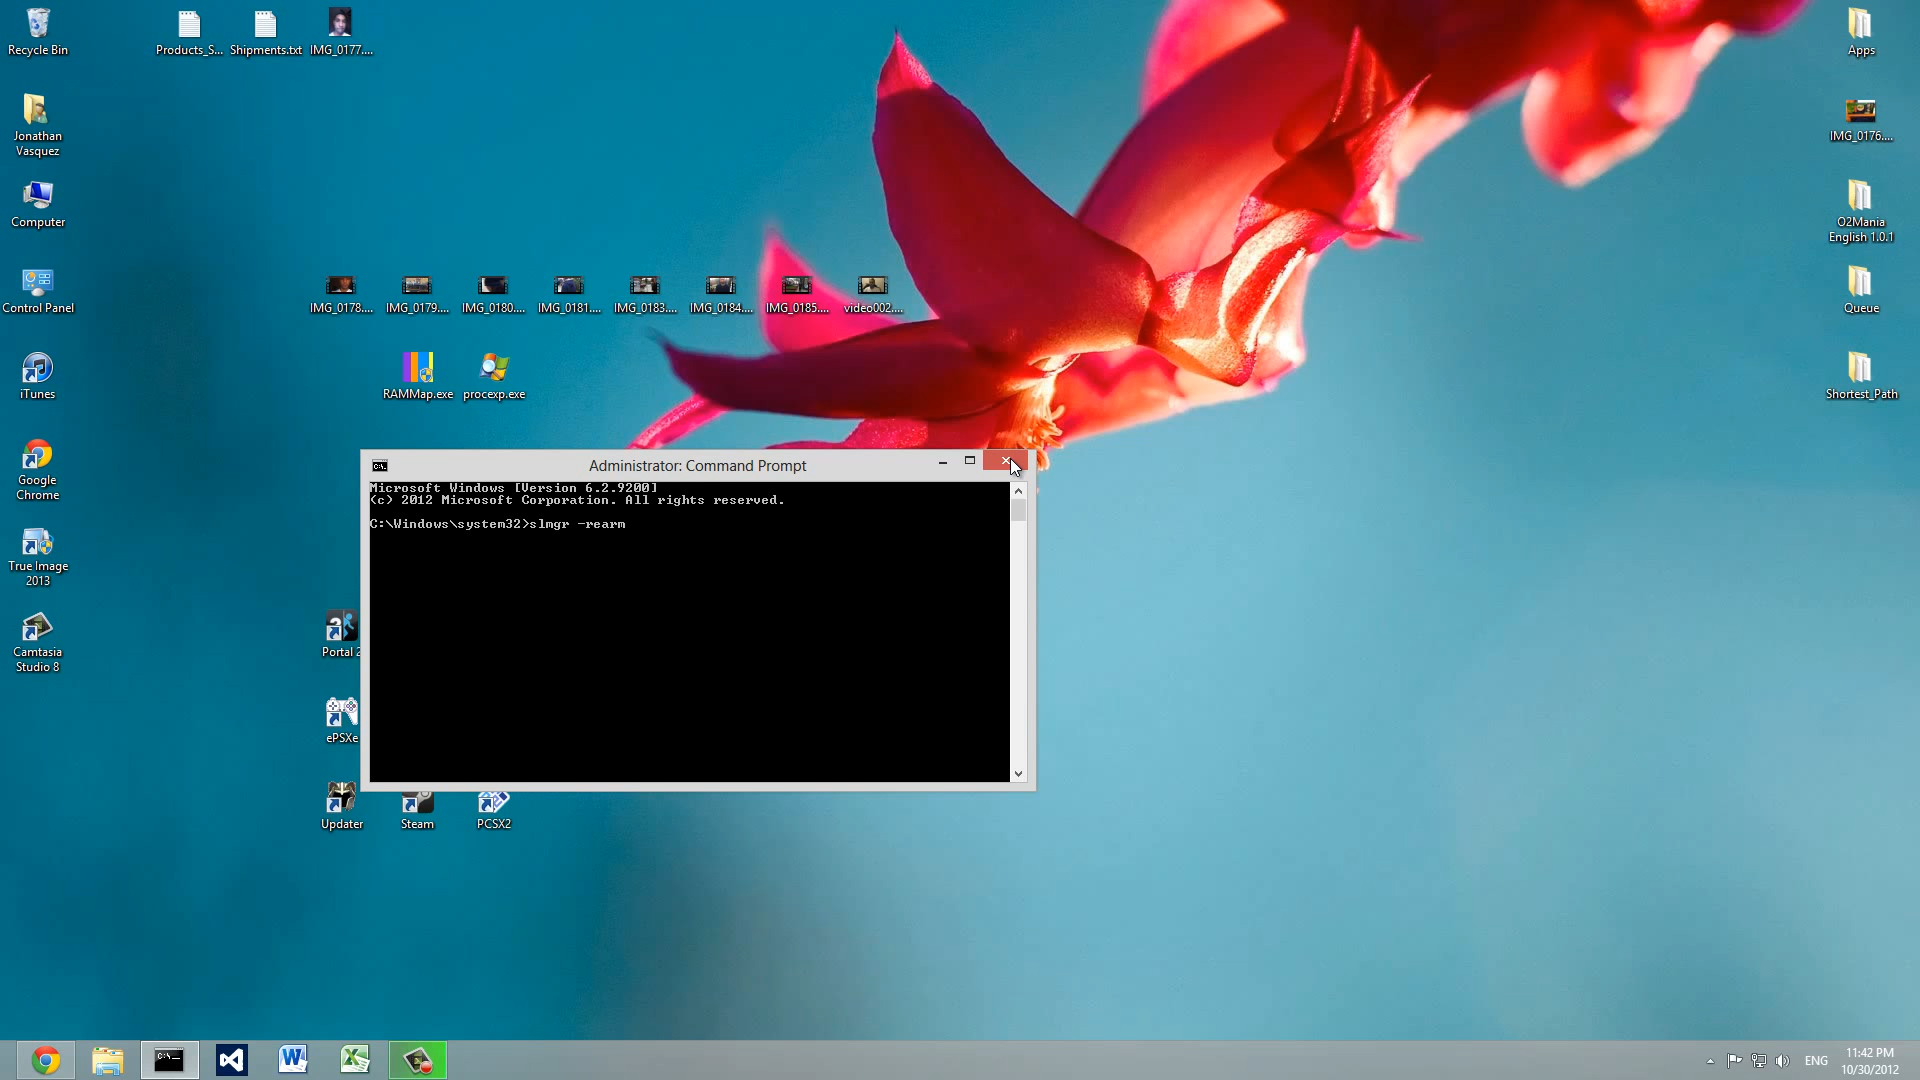 Recycle Bin
Products_S...
Shipments.txt
IMG_0177....
Apps
Jonathan
Vasquez
IMG_0176....
Computer
O2Mania
English 1.0.1
Control Panel
IMG_0178....
IMG_0179....
IMG_0180....
IMG_0181....
IMG_0183....
IMG_0184....
IMG_0185....
video002....
Queue
iTunes
RAMMap.exe
procexp.exe
Shortest_Path
Google
Chrome
True Image
2013
Camtasia
Studio 8
Portal 2
ePSXe
Updater
Steam
PCSX2
Administrator: Command Prompt
Microsoft Windows [Version 6.2.9200]
(c) 2012 Microsoft Corporation. All rights reserved.
C:\Windows\system32>slmgr -rearm
ENG
11:42 PM
10/30/2012